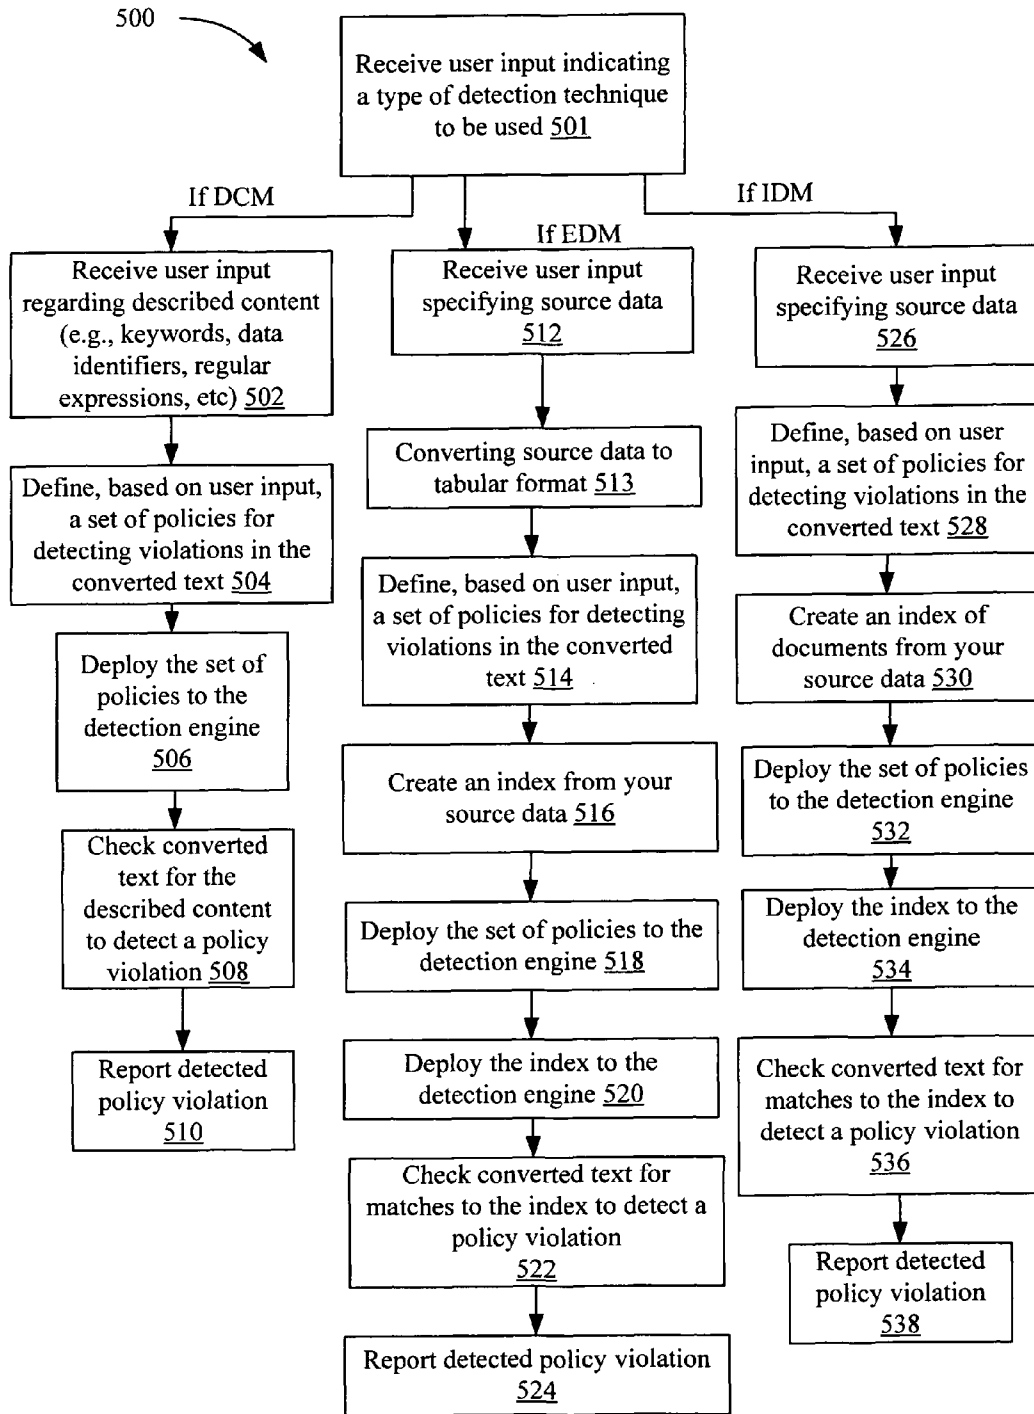 500
Receive user input indicating
a type of detection technique
to be used 501
If DCM
If EDM
If IDM
Receive user input
regarding described content
(e.g., keywords, data
identifiers, regular
expressions, etc) 502
Define, based on user input,
a set of policies for
detecting violations in the
converted text 504
Deploy the set of
policies to the
detection engine
506
Check converted
text for the
described content
to detect a policy
violation 508
Report detected
policy violation
510
Receive user input
specifying source data
512
Converting source data to
tabular format 513
Define, based on user input,
a set of policies for detecting
violations in the converted
text 514
Create an index from your
source data 516
Deploy the set of policies to the
detection engine 518
Deploy the index to the
detection engine 520
Check converted text for
matches to the index to detect a
policy violation
522
Report detected policy violation
524
Receive user input
specifying source data
526
Define, based on user
input, a set of policies for
detecting violations in the
converted text 528
Create an index of
documents from your
source data 530
Deploy the set of policies
to the detection engine
532
Deploy the index to the
detection engine
534
Check converted text for
matches to the index to
detect a policy violation
536
Report detected
policy violation
538